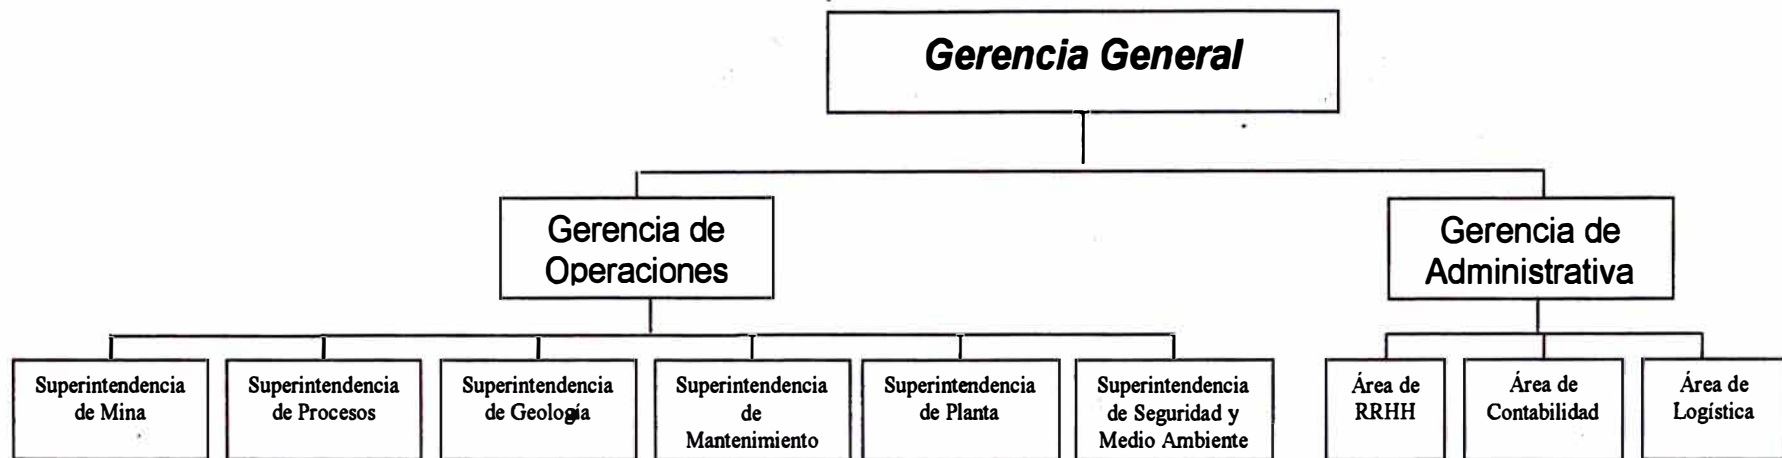 Gerencia General
Gerencia de
Operaciones
Gerencia de
Administrativa
Superintendencia
de Mina
Superintendencia
de Procesos
Superintendencia
de Geología
Superintendencia
de
Mantenimiento
Superintendencia
de Planta
Superintendencia
de Seguridad y
Medio Ambiente
Área de
RRHH
Área de
Contabilidad
Área de
Logística